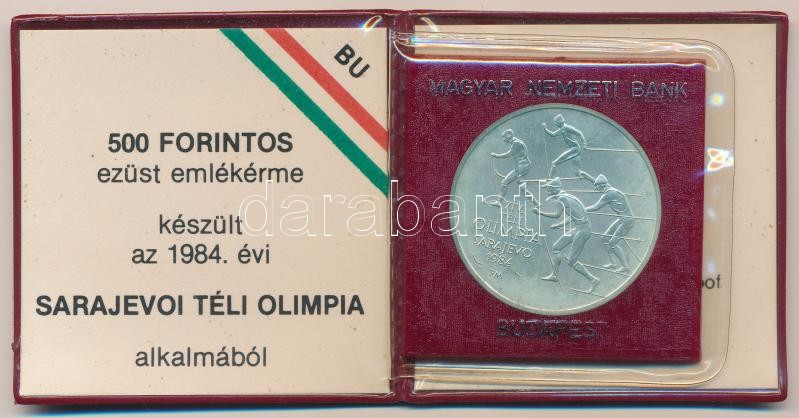 BU
500 FORINTOS
ezüst emlékérme
készült
az 1984. évi
SARAJEVOI TÉLI OLIMPIA
alkalmából
MAGYAR NEMZETI BANK
TÉLI
OLIMPIA
SARAJEVO
1984
BUDAPEST
darabanth